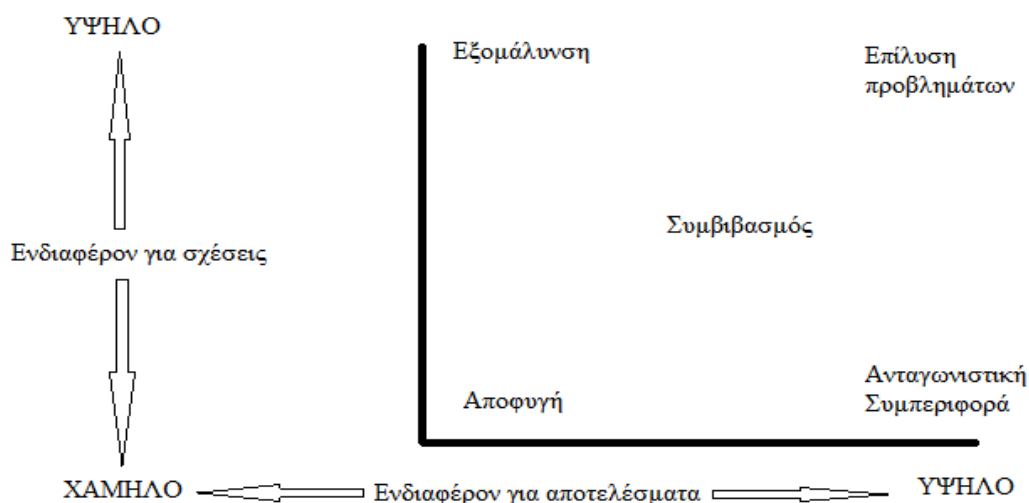 ΥΨΗΛΟ
Εξομάλυνση
Επίλυση
προβλημάτων
Συμβιβασμός
Ενδιαφέρον για σχέσεις
Αποφυγή
Ανταγωνιστική
Συμπεριφορά
ΧΑΜΗΛΟ
Ενδιαφέρον για αποτελέσματα
ΥΨΗΛΟ